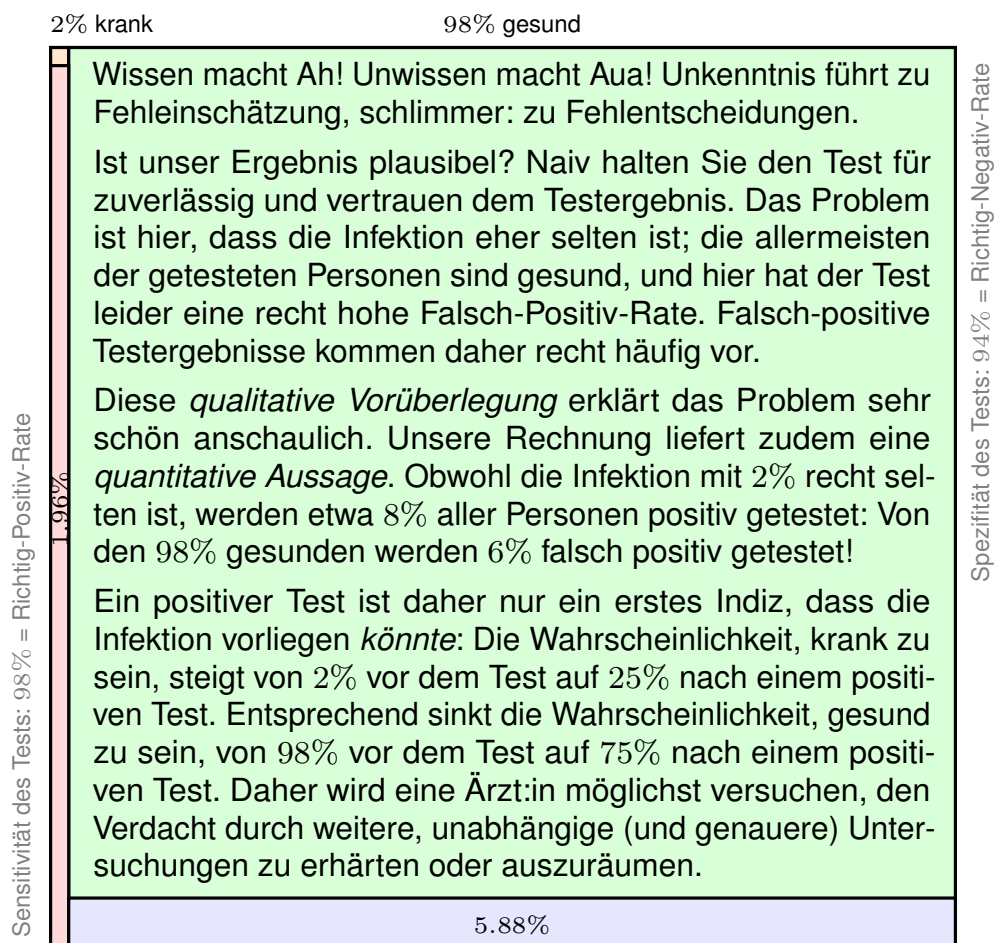 2% krank 98% gesund
Wissen macht Ah! Unwissen macht Aua! Unkenntnis führt zu
Fehleinschätzung, schlimmer: zu Fehlentscheidungen.
Ist unser Ergebnis plausibel? Naiv halten Sie den Test für
zuverlässig und vertrauen dem Testergebnis. Das Problem
ist hier, dass die Infektion eher selten ist; die allermeisten
der getesteten Personen sind gesund, und hier hat der Test
leider eine recht hohe Falsch-Positiv-Rate. Falsch-positive
Testergebnisse kommen daher recht häufig vor.
Diese qualitative Vorüberlegung erklärt das Problem sehr
schön anschaulich. Unsere Rechnung liefert zudem eine
quantitative Aussage. Obwohl die Infektion mit 2% recht sel-
ten ist, werden etwa 8% aller Personen positiv getestet: Von
den 98% gesunden werden 6% falsch positiv getestet!
Ein positiver Test ist daher nur ein erstes Indiz, dass die
Infektion vorliegen könnte: Die Wahrscheinlichkeit, krank zu
sein, steigt von 2% vor dem Test auf 25% nach einem positi-
ven Test. Entsprechend sinkt die Wahrscheinlichkeit, gesund
zu sein, von 98% vor dem Test auf 75% nach einem positi-
ven Test. Daher wird eine Ärzt:in möglichst versuchen, den
Verdacht durch weitere, unabhängige (und genauere) Unter-
suchungen zu erhärten oder auszuräumen.
5.88%
1.96%
Sensitivität des Tests: 98% = Richtig-Positiv-Rate
Spezifität des Tests: 94% = Richtig-Negativ-Rate